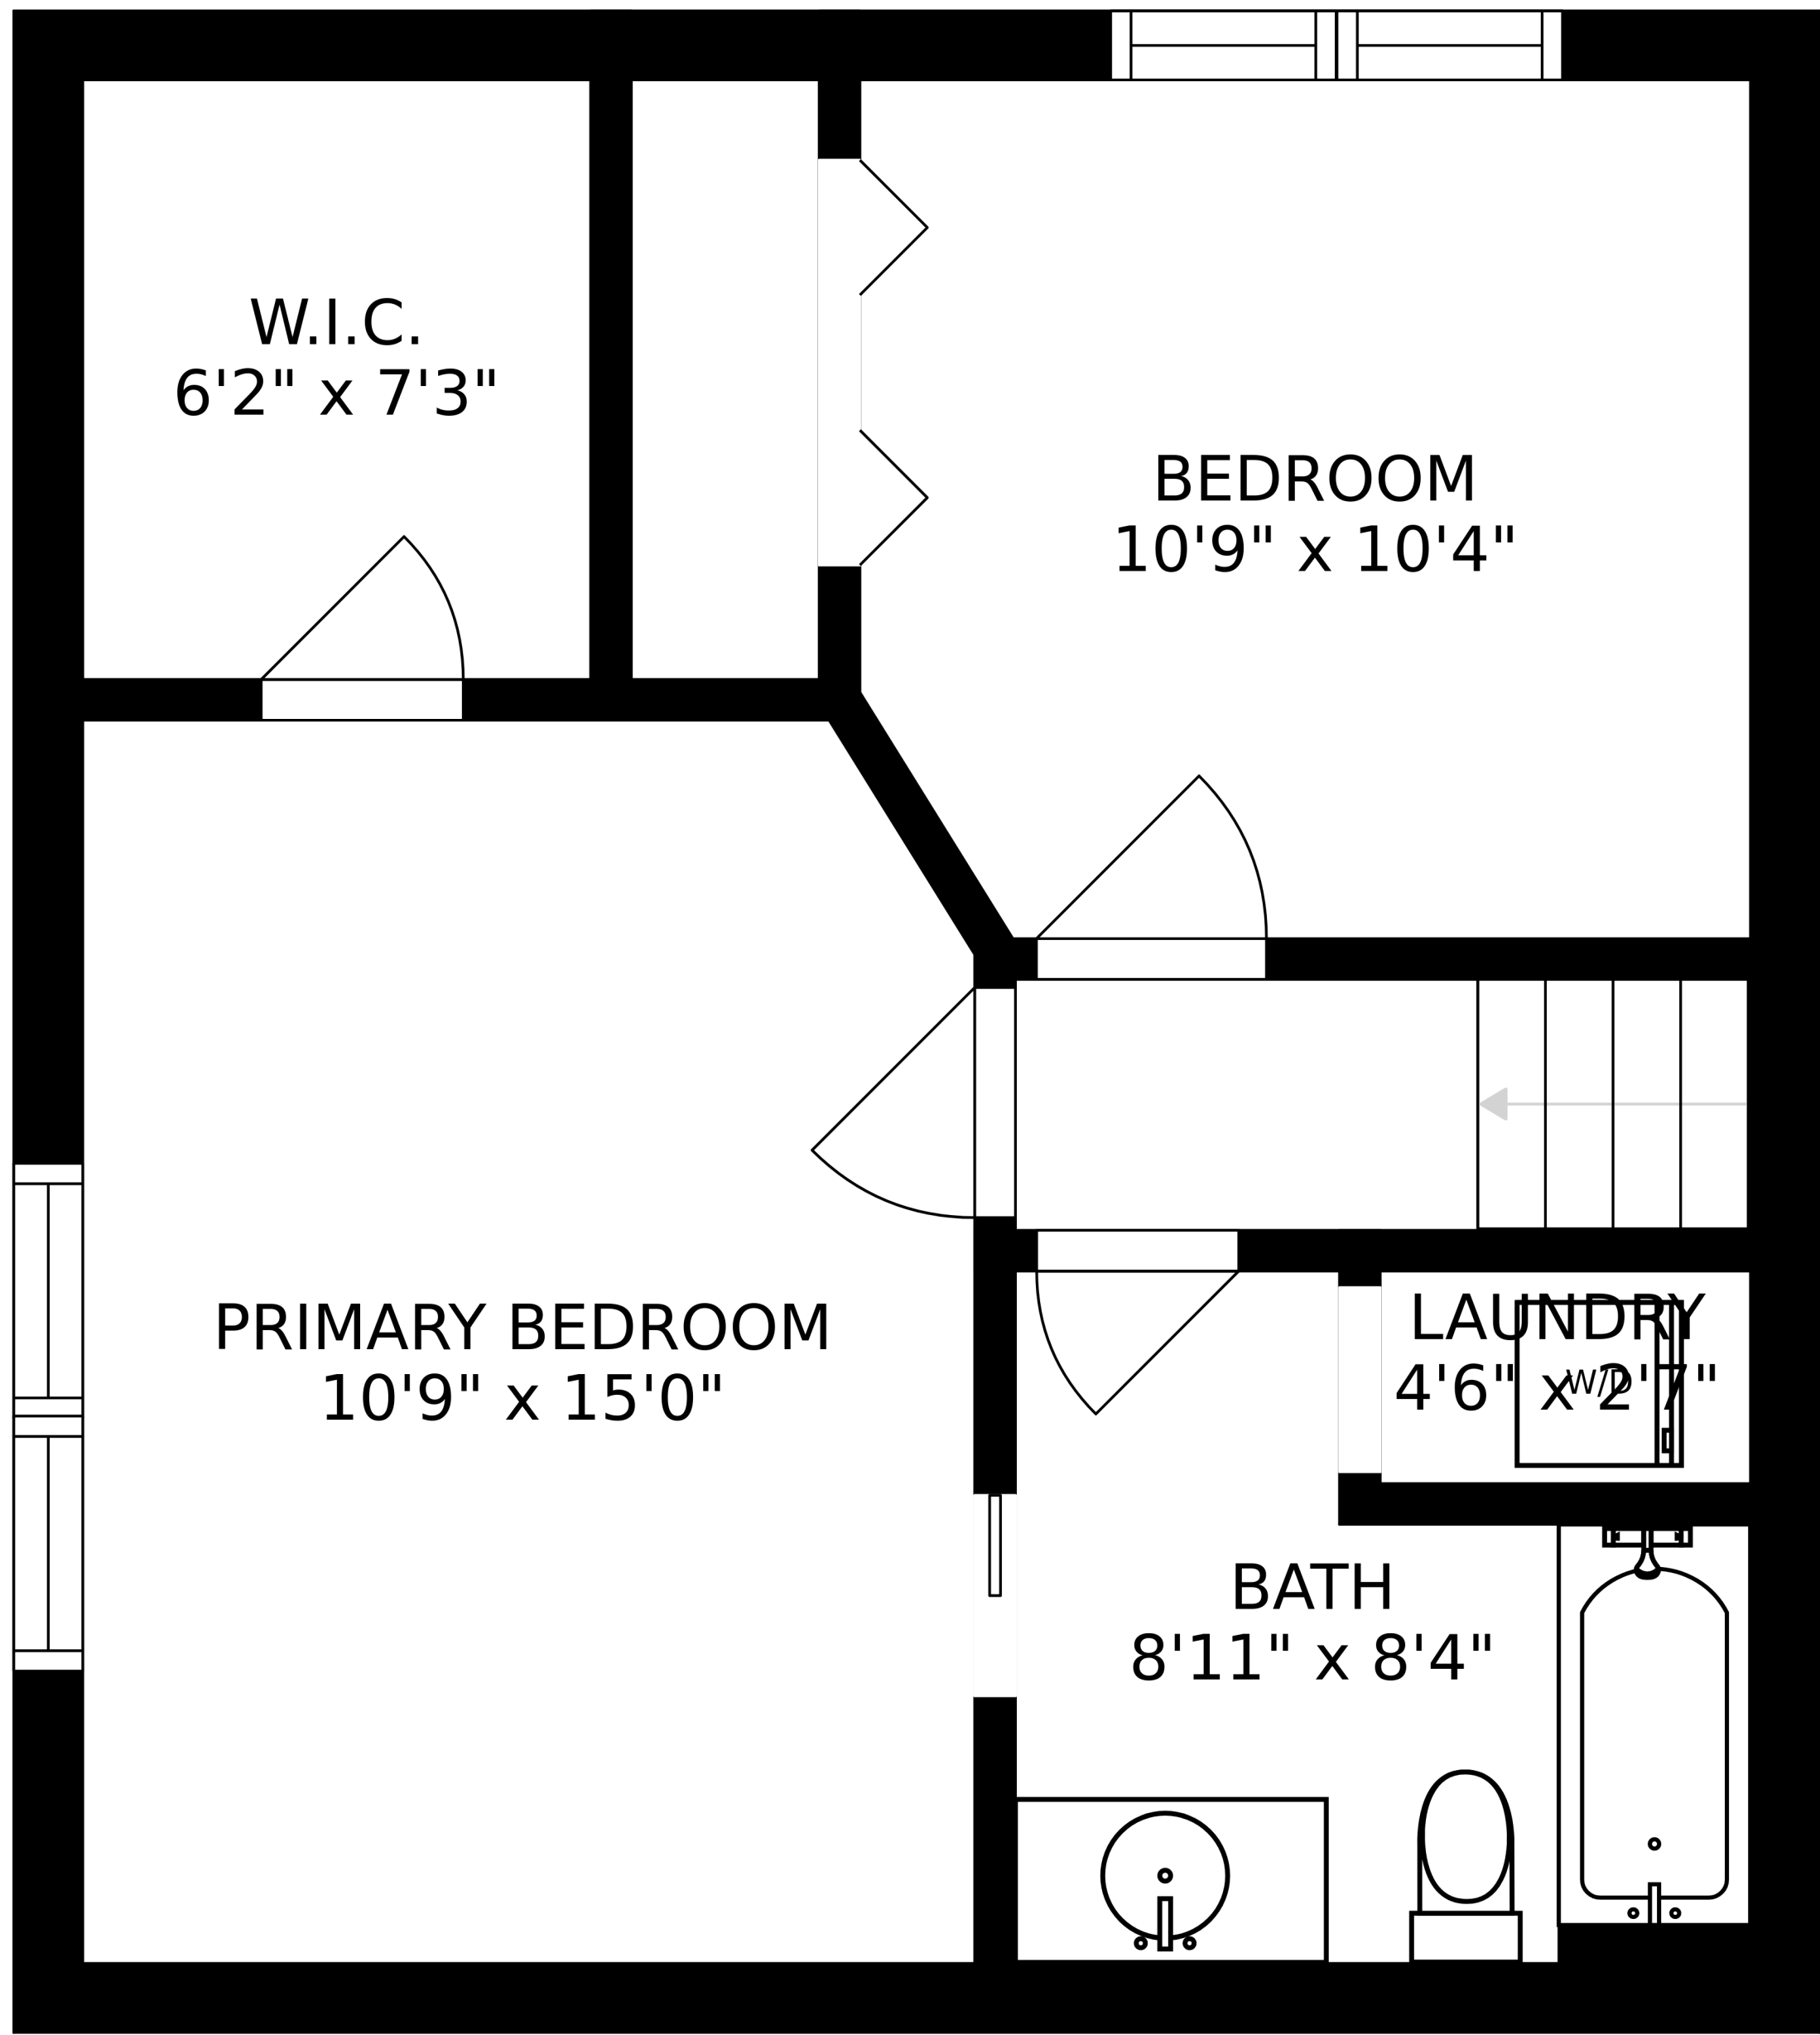 W.I.C.
6'2" x 7'3"
BEDROOM
10'9" x 10'4"
PRIMARY BEDROOM
10'9" x 15'0"
LAUNDRY
4'6" x 2'7"
W/D
BATH
8'11" x 8'4"